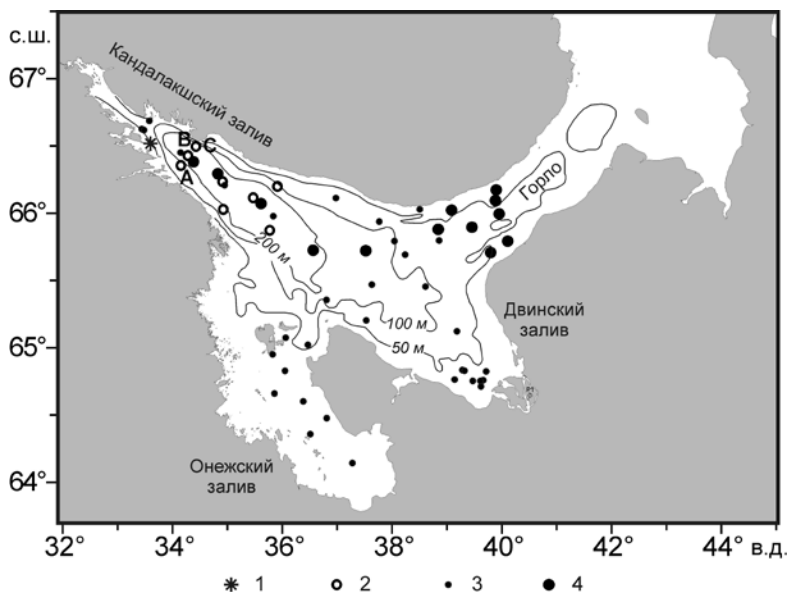 с.ш.
67°
66°
65°
64°
Кандалакшский залив
B
C
A
Горло
200 м
100 м
50 м
Двинский
залив
Онежский
залив
32°
34°
36°
38°
40°
42°
44°
в.д.
1
2
3
4